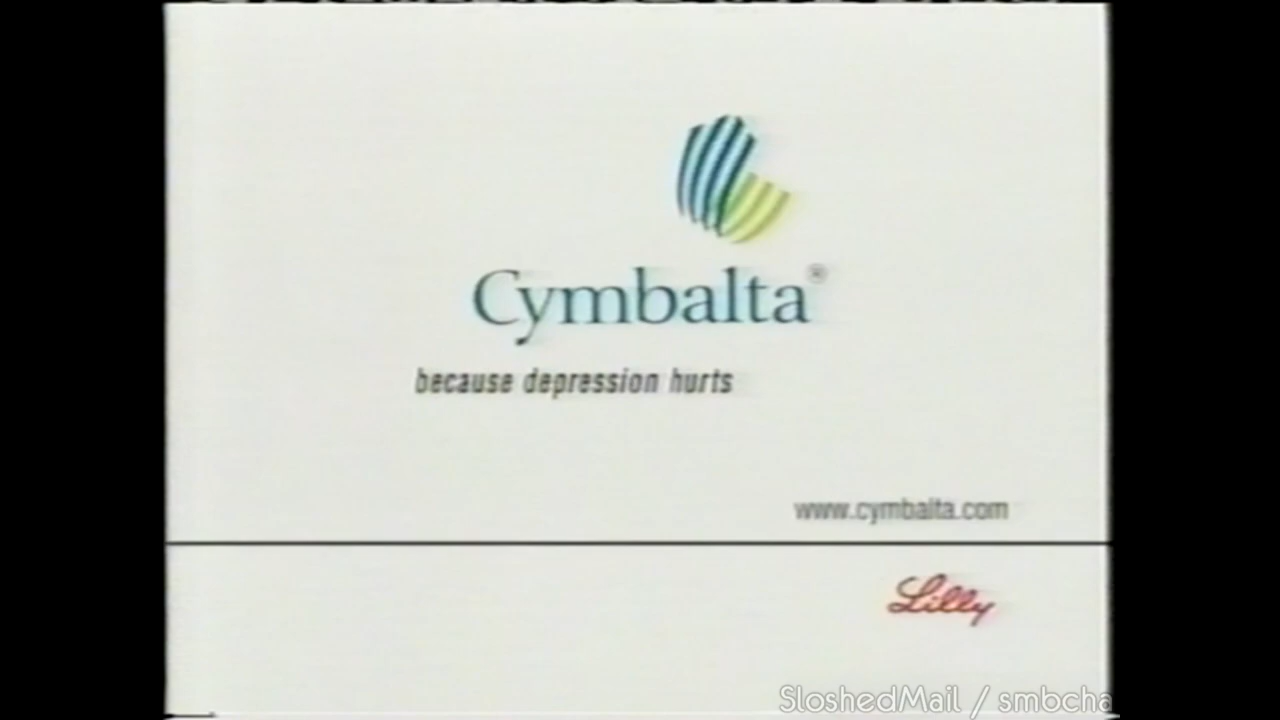 Cymbalta®
because depression hurts
www.cymbalta.com
Lilly
SloshedMail / smbcha